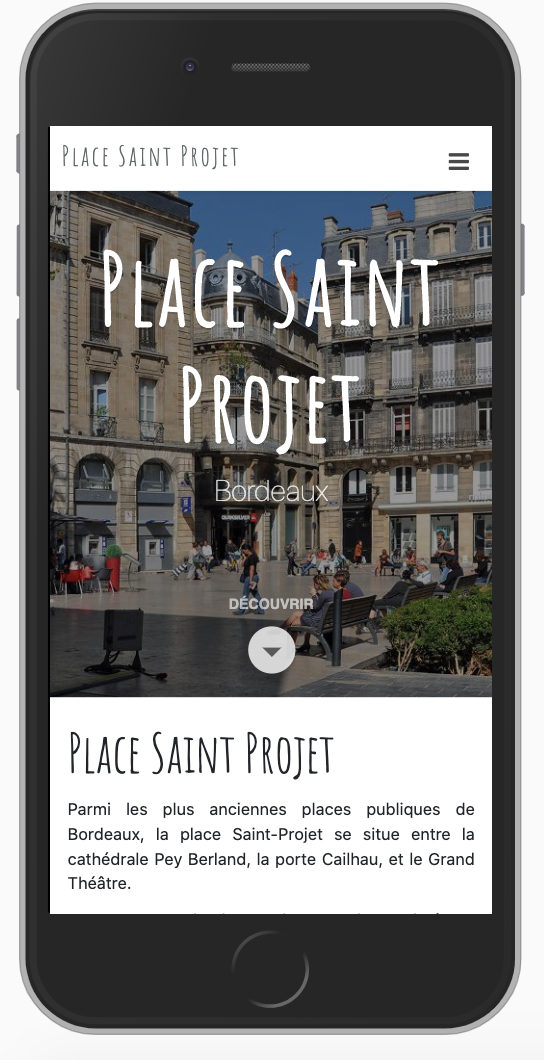 Place Saint Projet
Place Saint
Projet
Bordeaux
QUIKSILVER
DÉCOUVRIR
Place Saint Projet
Parmi les plus anciennes places publiques de
Bordeaux, la place Saint-Projet se situe entre la
cathédrale Pey Berland, la porte Cailhau, et le Grand
Théâtre.